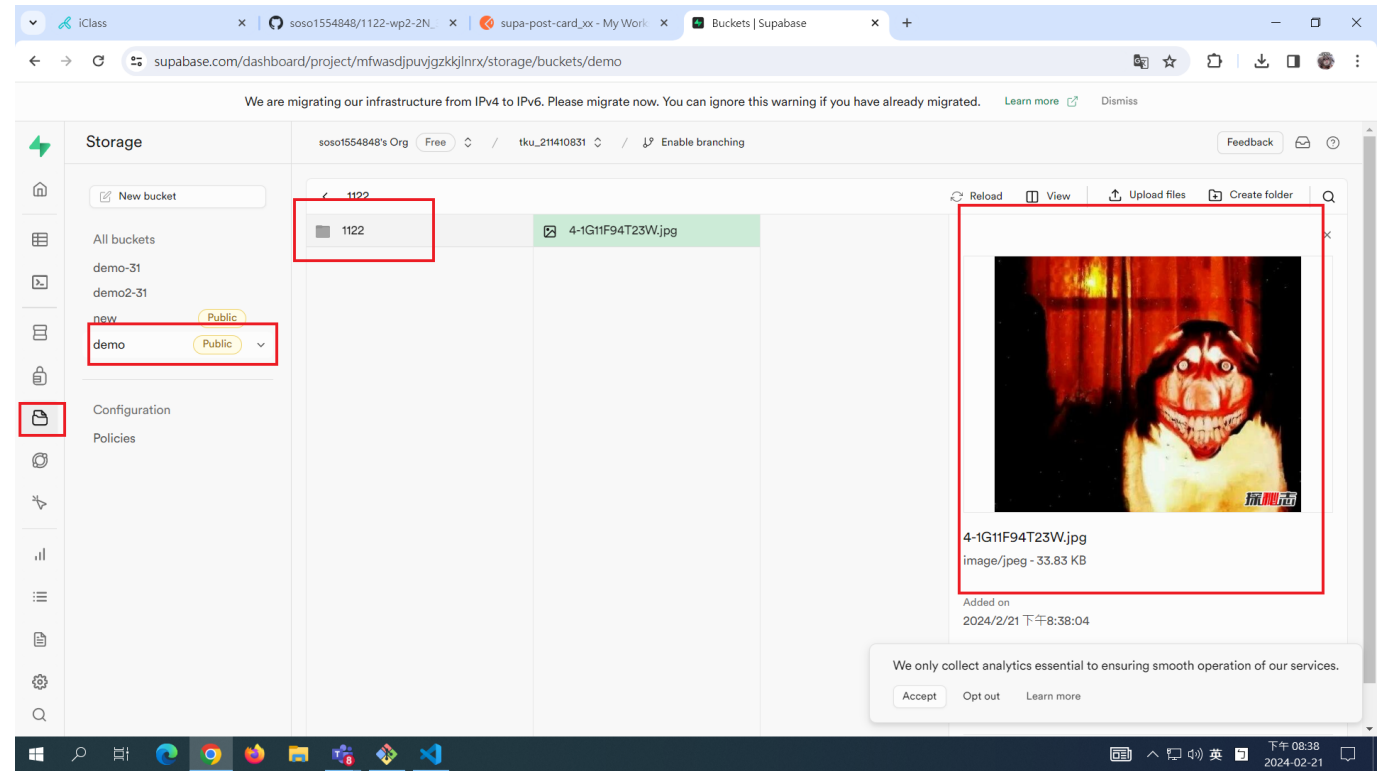 iClass
soso1554848/1122-wp2-2N_
supa-post-card_xx - My Work
Buckets | Supabase
supabase.com/dashboard/project/mfwasdjpuvjgzkkjlnrx/storage/buckets/demo
We are migrating our infrastructure from IPv4 to IPv6. Please migrate now. You can ignore this warning if you have already migrated. Learn more Dismiss
Storage
soso1554848's Org Free / tku_211410831 / Enable branching
Feedback
New bucket
1122
Reload View Upload files Create folder
All buckets
demo-31
demo2-31
new Public
demo Public
Configuration
Policies
1122
4-1G11F94T23W.jpg
探秘志
4-1G11F94T23W.jpg
image/jpeg - 33.83 KB
Added on
2024/2/21 下午8:38:04
We only collect analytics essential to ensuring smooth operation of our services.
Accept Opt out Learn more
8
英
下午 08:38
2024-02-21